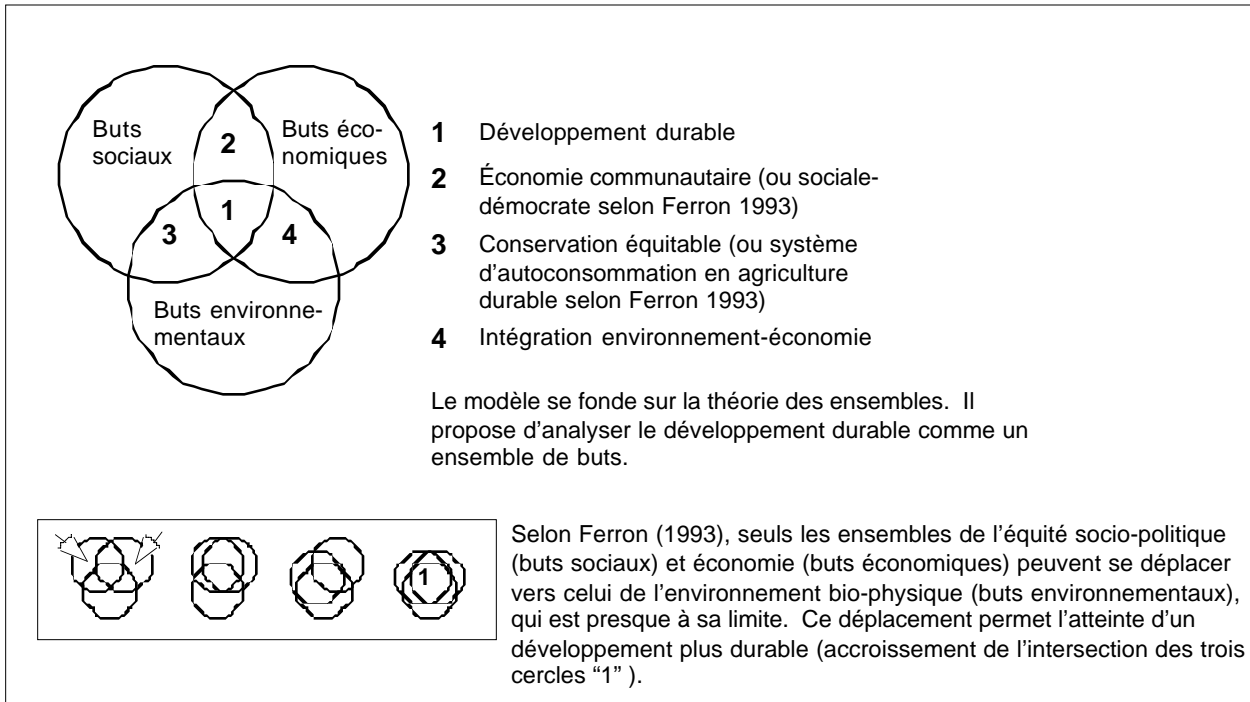 Buts
sociaux
2
Buts éco-
nomiques
1
3
4
Buts environne-
mentaux
1 Développement durable
2 Économie communautaire (ou sociale-
démocrate selon Ferron 1993)
3 Conservation équitable (ou système
d'autoconsommation en agriculture
durable selon Ferron 1993)
4 Intégration environnement-économie
Le modèle se fonde sur la théorie des ensembles. Il
propose d'analyser le développement durable comme un
ensemble de buts.
1
Selon Ferron (1993), seuls les ensembles de l'équité socio-politique
(buts sociaux) et économie (buts économiques) peuvent se déplacer
vers celui de l'environnement bio-physique (buts environnementaux),
qui est presque à sa limite. Ce déplacement permet l'atteinte d'un
développement plus durable (accroissement de l'intersection des trois
cercles “1” ).